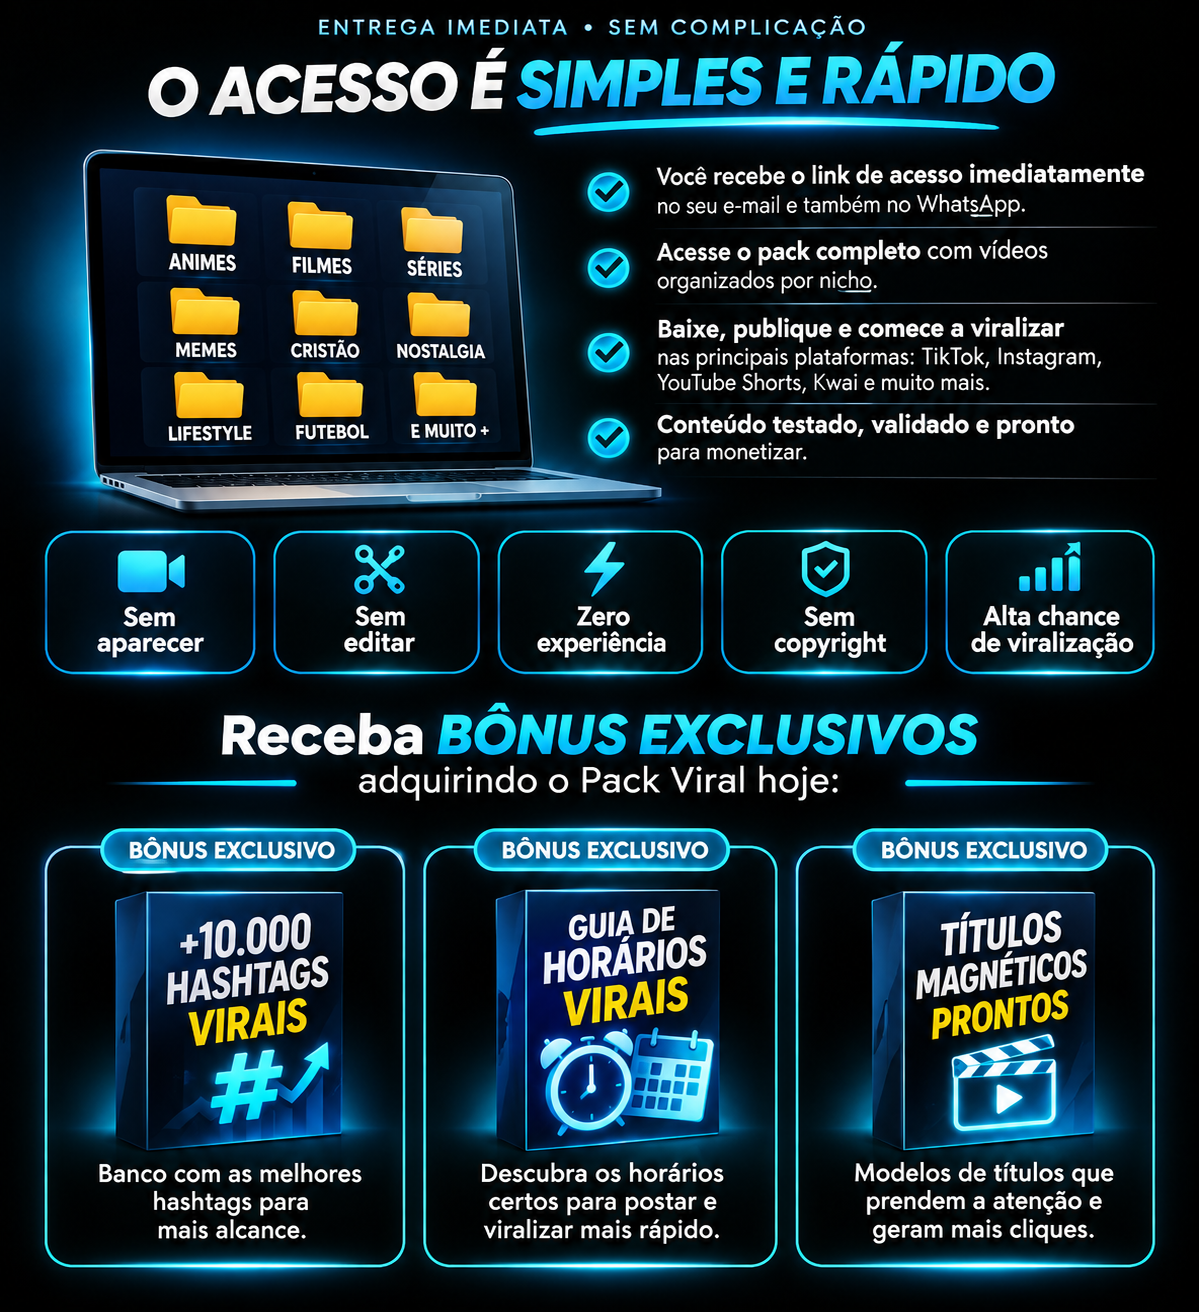 ENTREGA IMEDIATA • SEM COMPLICAÇÃO
O ACESSO É SIMPLES E RÁPIDO
ANIMES
FILMES
SÉRIES
MEMES
CRISTÃO
NOSTALGIA
LIFESTYLE
FUTEBOL
E MUITO +
Você recebe o link de acesso imediatamente
no seu e-mail e também no WhatsApp.
Acesse o pack completo com vídeos
organizados por nicho.
Baixe, publique e comece a viralizar
nas principais plataformas: TikTok, Instagram,
YouTube Shorts, Kwai e muito mais.
Conteúdo testado, validado e pronto
para monetizar.
Sem
aparecer
Sem
editar
Zero
experiência
Sem
copyright
Alta chance
de viralização
Receba BÔNUS EXCLUSIVOS
adquirindo o Pack Viral hoje:
BÔNUS EXCLUSIVO
+10.000
HASHTAGS
VIRAIS
#
Banco com as melhores
hashtags para
mais alcance.
BÔNUS EXCLUSIVO
GUIA DE
HORÁRIOS
VIRAIS
Descubra os horários
certos para postar e
viralizar mais rápido.
BÔNUS EXCLUSIVO
TÍTULOS
MAGNÉTICOS
PRONTOS
Modelos de títulos que
prendem a atenção e
geram mais cliques.